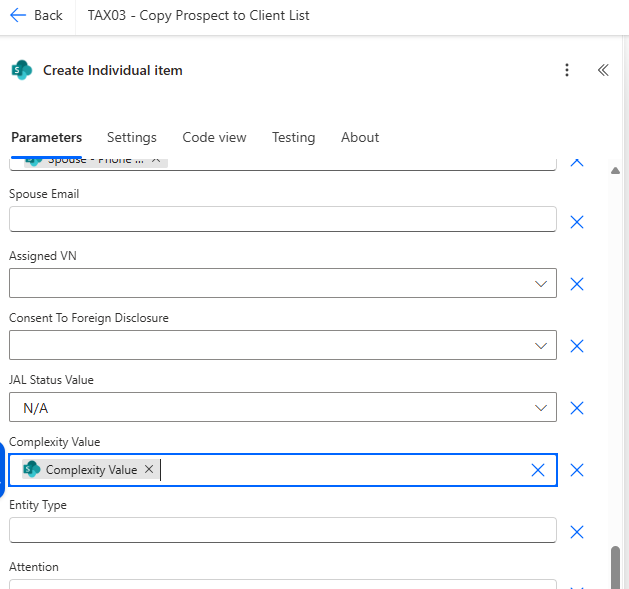 Back
TAX03 - Copy Prospect to Client List
Create Individual item
Parameters
Settings
Code view
Testing
About
Spouse - Phone ...
Spouse Email
Assigned VN
Consent To Foreign Disclosure
JAL Status Value
N/A
Complexity Value
Complexity Value
Entity Type
Attention